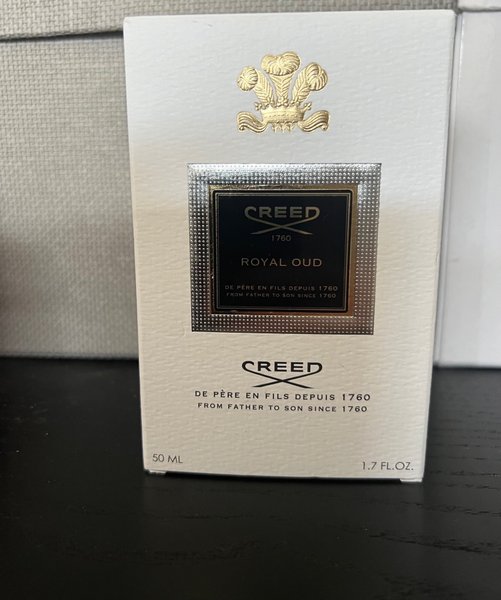 CREED
1760
ROYAL OUD
DE PÈRE EN FILS DEPUIS 1760
FROM FATHER TO SON SINCE 1760
CREED
DE PÈRE EN FILS DEPUIS 1760
FROM FATHER TO SON SINCE 1760
50 ML
1.7 FL.OZ.